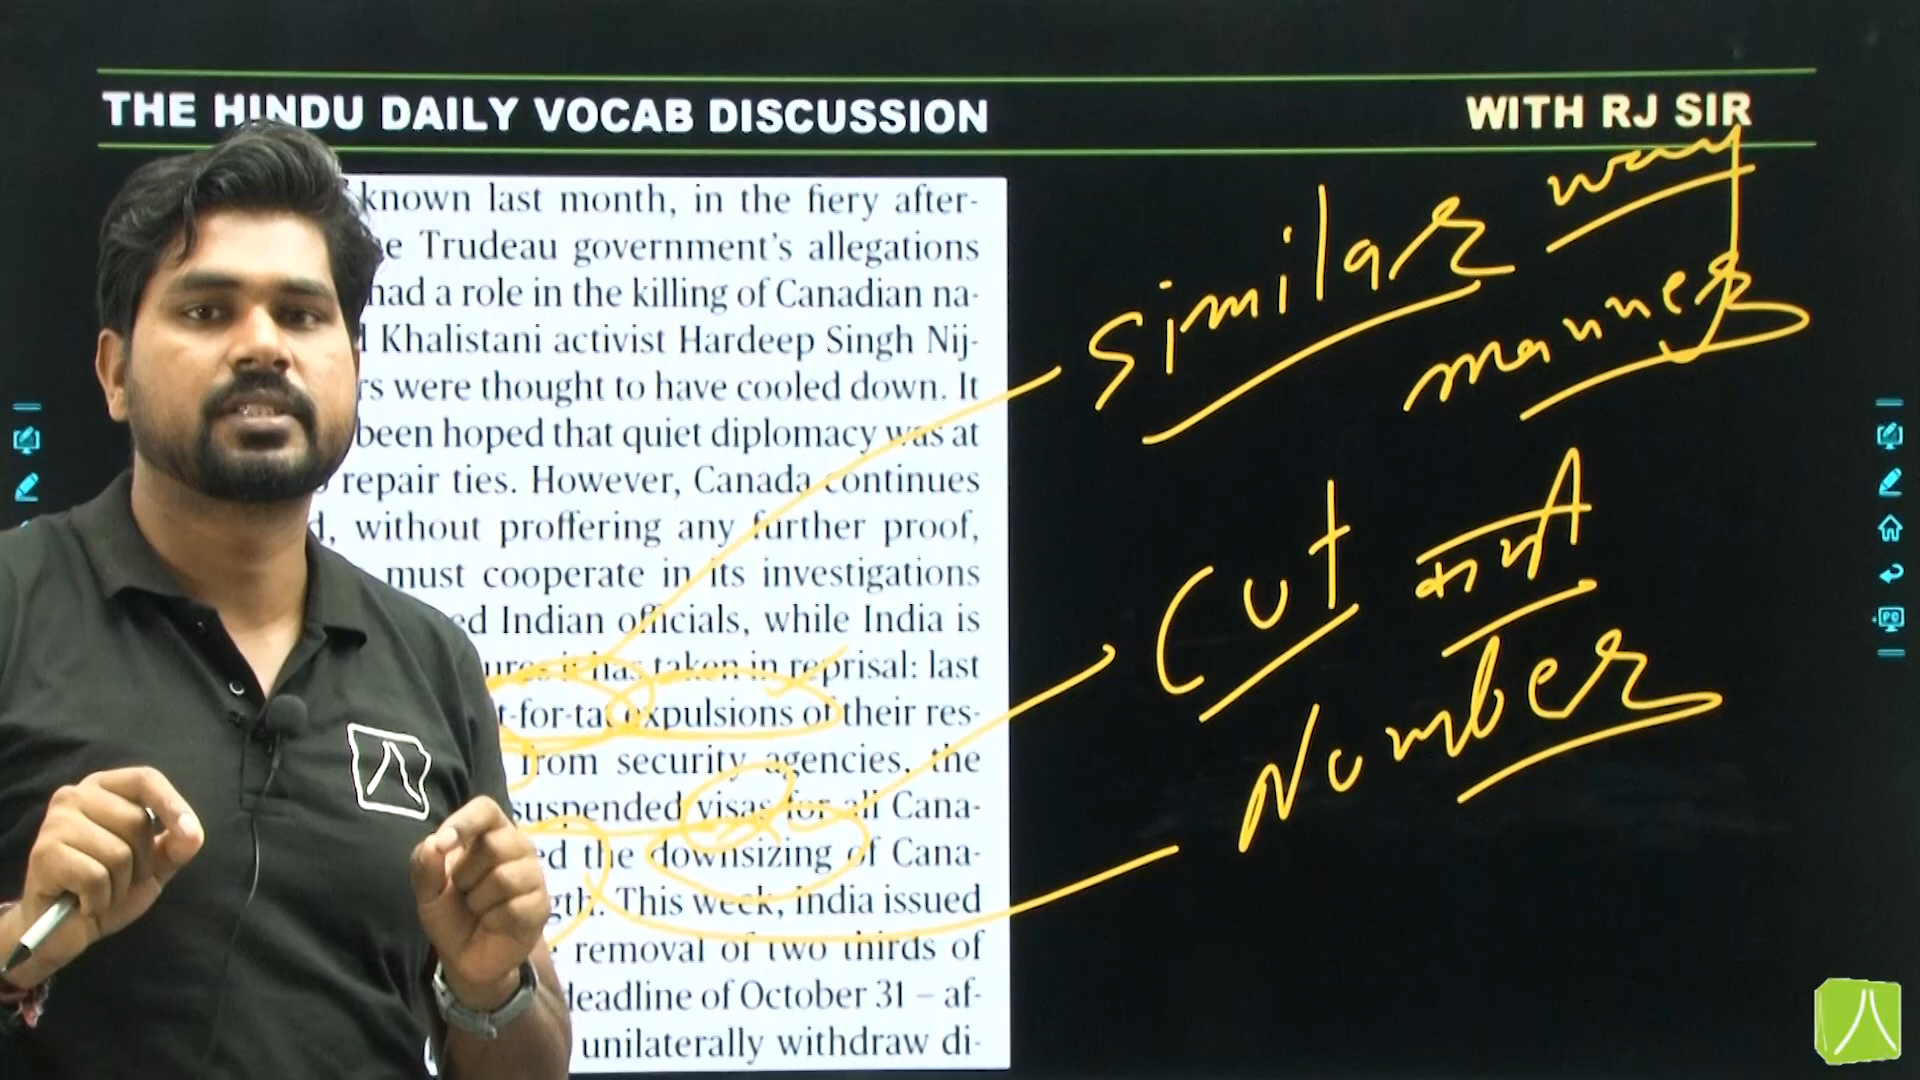 THE HINDU DAILY VOCAB DISCUSSION
WITH RJ SIR
known last month, in the fiery after-
Trudeau government's allegations
had a role in the killing of Canadian na-
Khalistani activist Hardeep Singh Nij-
were thought to have cooled down. It
been hoped that quiet diplomacy was at
repair ties. However, Canada continues
without proffering any further proof,
must cooperate in its investigations
Indian officials, while India is
it has taken in reprisal: last
-for-tat expulsions of their res-
from security agencies, the
suspended visas for all Cana-
the downsizing of Cana-
This week, India issued
removal of two thirds of
deadline of October 31 – af-
unilaterally withdraw di-
similar way
manner
Cut
Number
PC